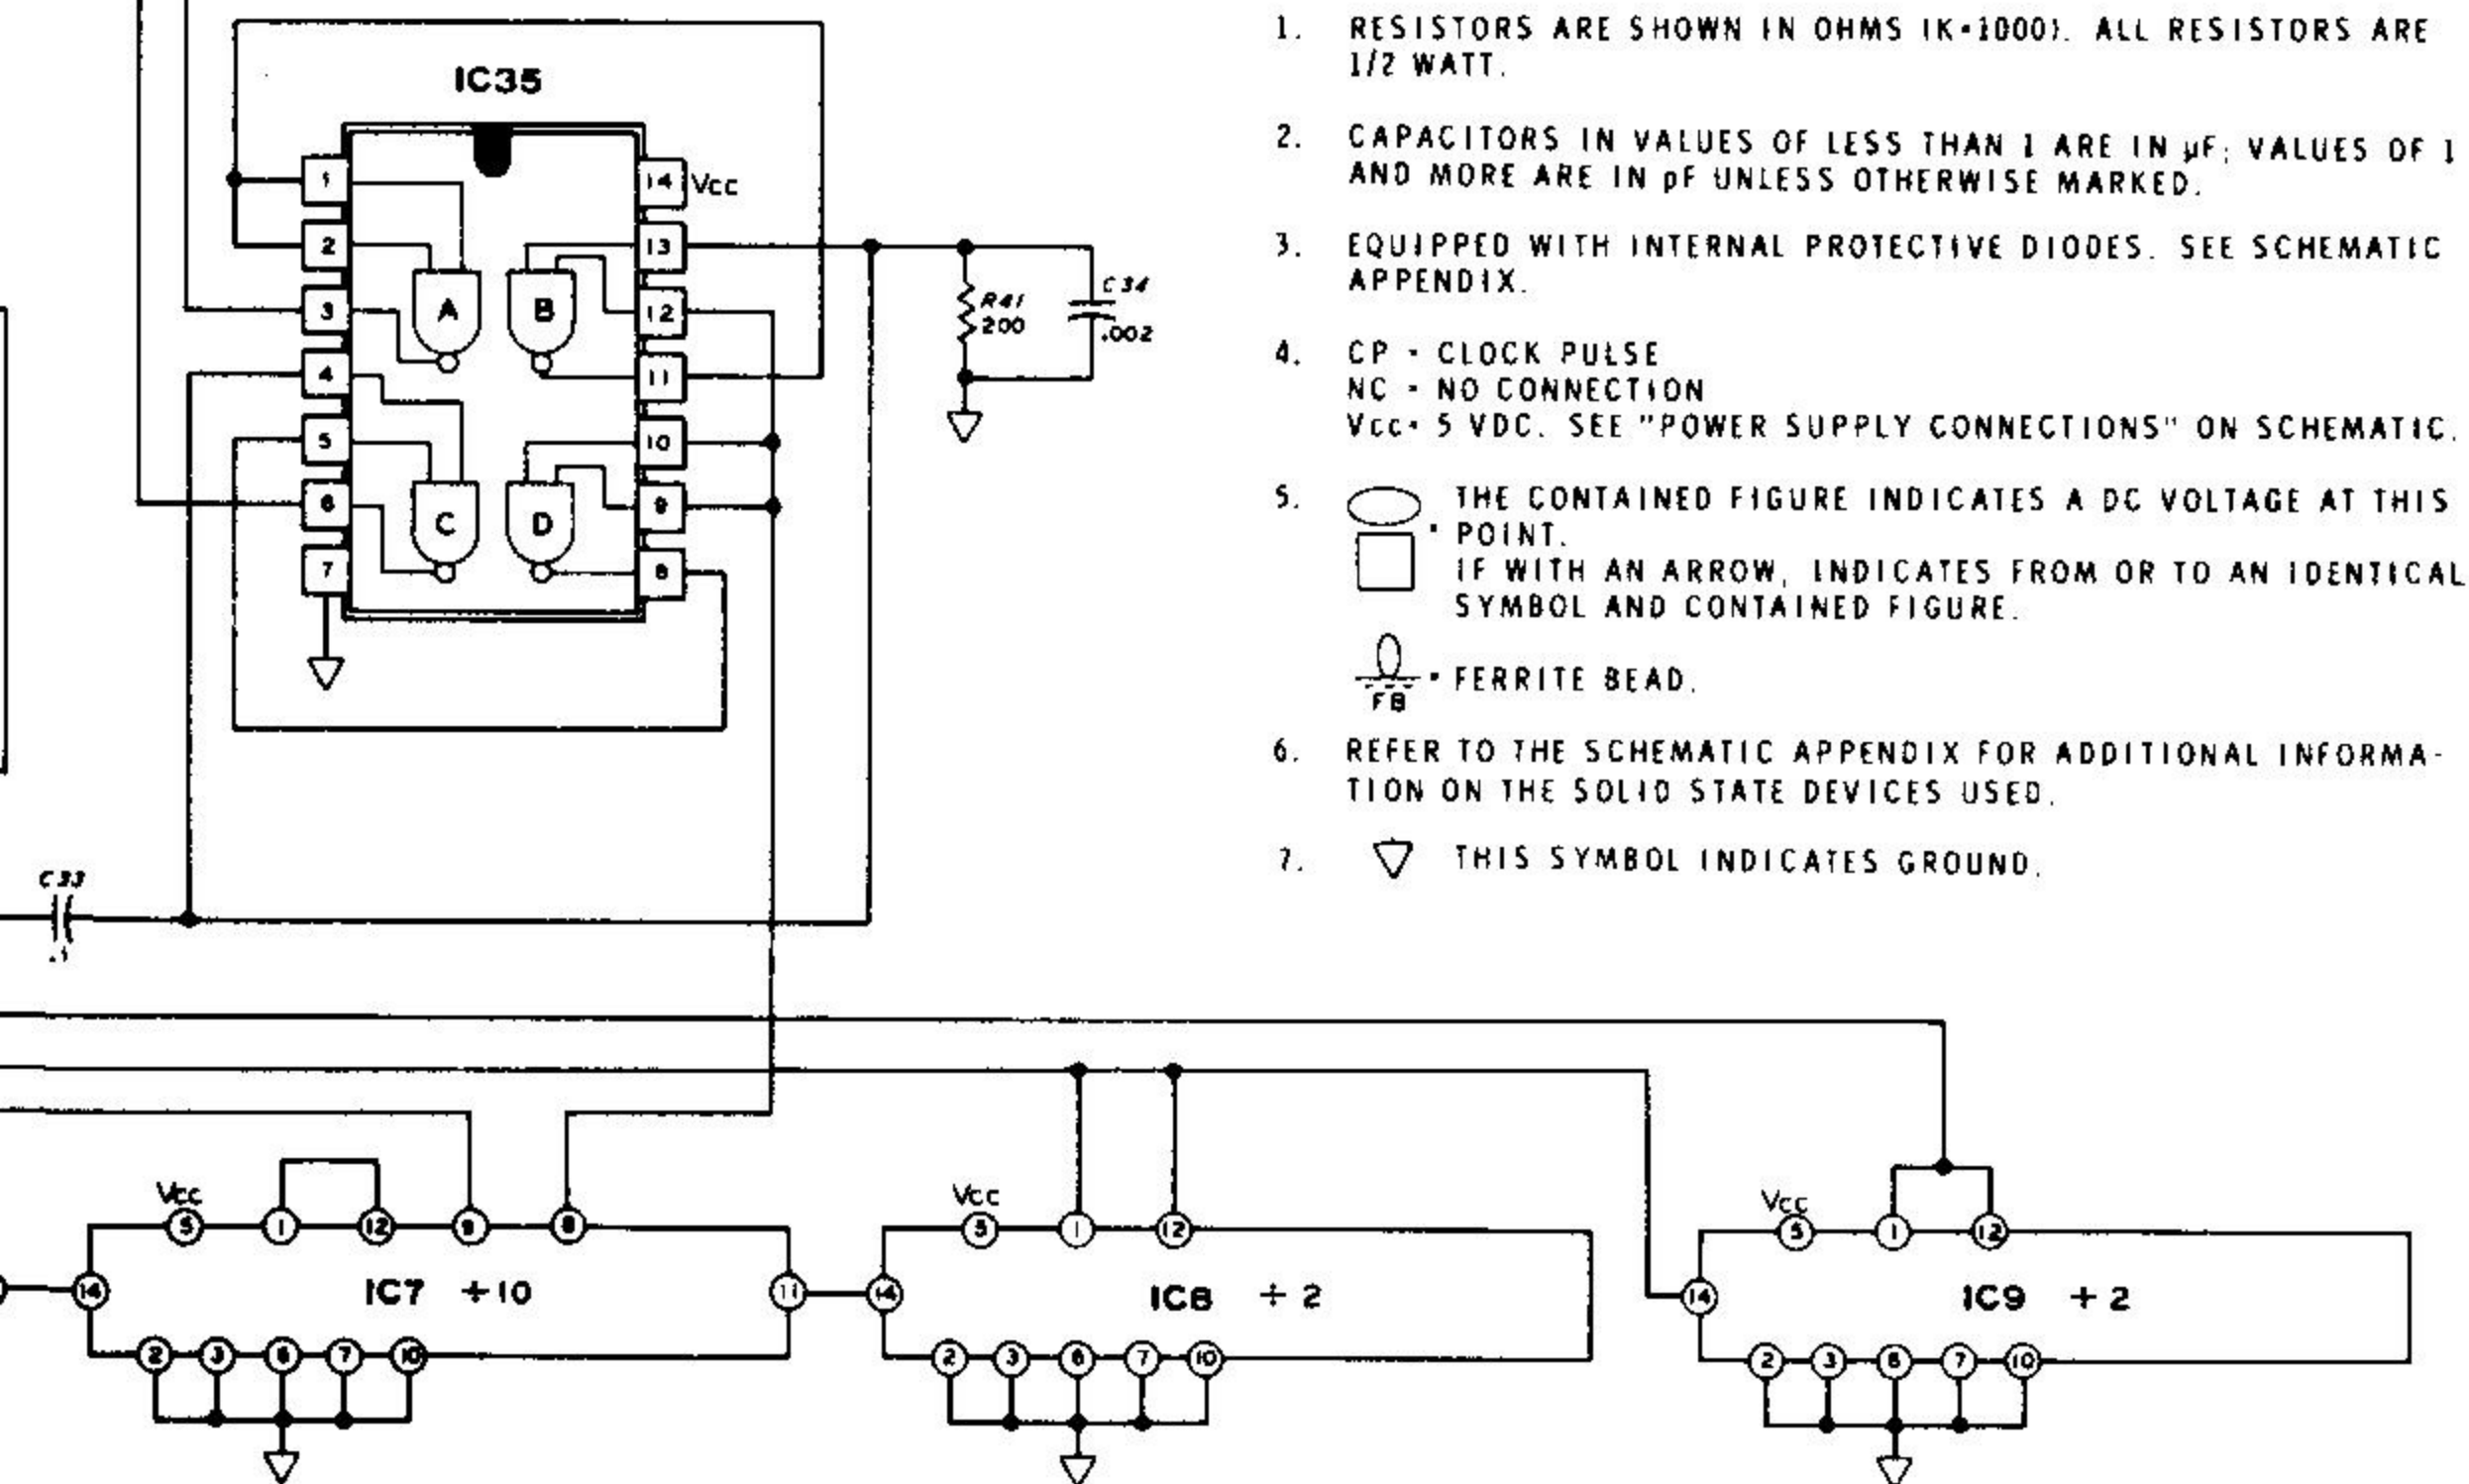 IC35
1
2
3
4
5
6
7
14 Vcc
13
12
11
10
9
8
A
B
C
D
R41
200
C34
.002
C33
.1
1. RESISTORS ARE SHOWN IN OHMS (K=1000). ALL RESISTORS ARE
1/2 WATT.
2. CAPACITORS IN VALUES OF LESS THAN 1 ARE IN µF; VALUES OF 1
AND MORE ARE IN pF UNLESS OTHERWISE MARKED.
3. EQUIPPED WITH INTERNAL PROTECTIVE DIODES. SEE SCHEMATIC
APPENDIX.
4. CP = CLOCK PULSE
NC = NO CONNECTION
Vcc= 5 VDC. SEE "POWER SUPPLY CONNECTIONS" ON SCHEMATIC.
5. THE CONTAINED FIGURE INDICATES A DC VOLTAGE AT THIS
= POINT.
IF WITH AN ARROW, INDICATES FROM OR TO AN IDENTICAL
SYMBOL AND CONTAINED FIGURE.
FB = FERRITE BEAD.
6. REFER TO THE SCHEMATIC APPENDIX FOR ADDITIONAL INFORMA-
TION ON THE SOLID STATE DEVICES USED.
7. THIS SYMBOL INDICATES GROUND.
Vcc
5 1 12 9 8
14 IC7 ÷10 11
2 3 6 7 10
Vcc
5 1 12
14 IC8 ÷ 2
2 3 6 7 10
Vcc
5 1 12
14 IC9 ÷ 2
2 3 6 7 10